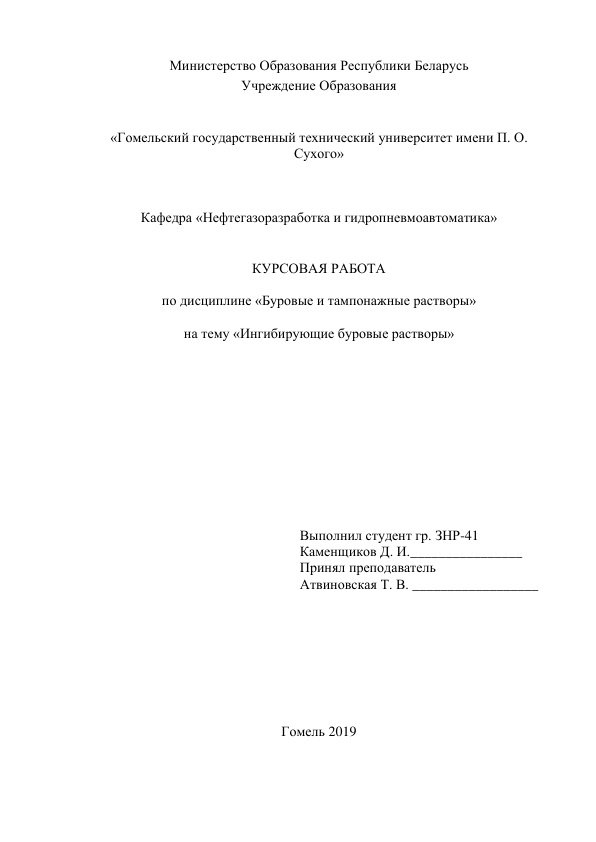 Министерство Образования Республики Беларусь
Учреждение Образования
«Гомельский государственный технический университет имени П. О.
Сухого»
Кафедра «Нефтегазоразработка и гидропневмоавтоматика»
КУРСОВАЯ РАБОТА
по дисциплине «Буровые и тампонажные растворы»
на тему «Ингибирующие буровые растворы»
Выполнил студент гр. ЗНР-41
Каменщиков Д. И.________________
Принял преподаватель
Атвиновская Т. В. __________________
Гомель 2019